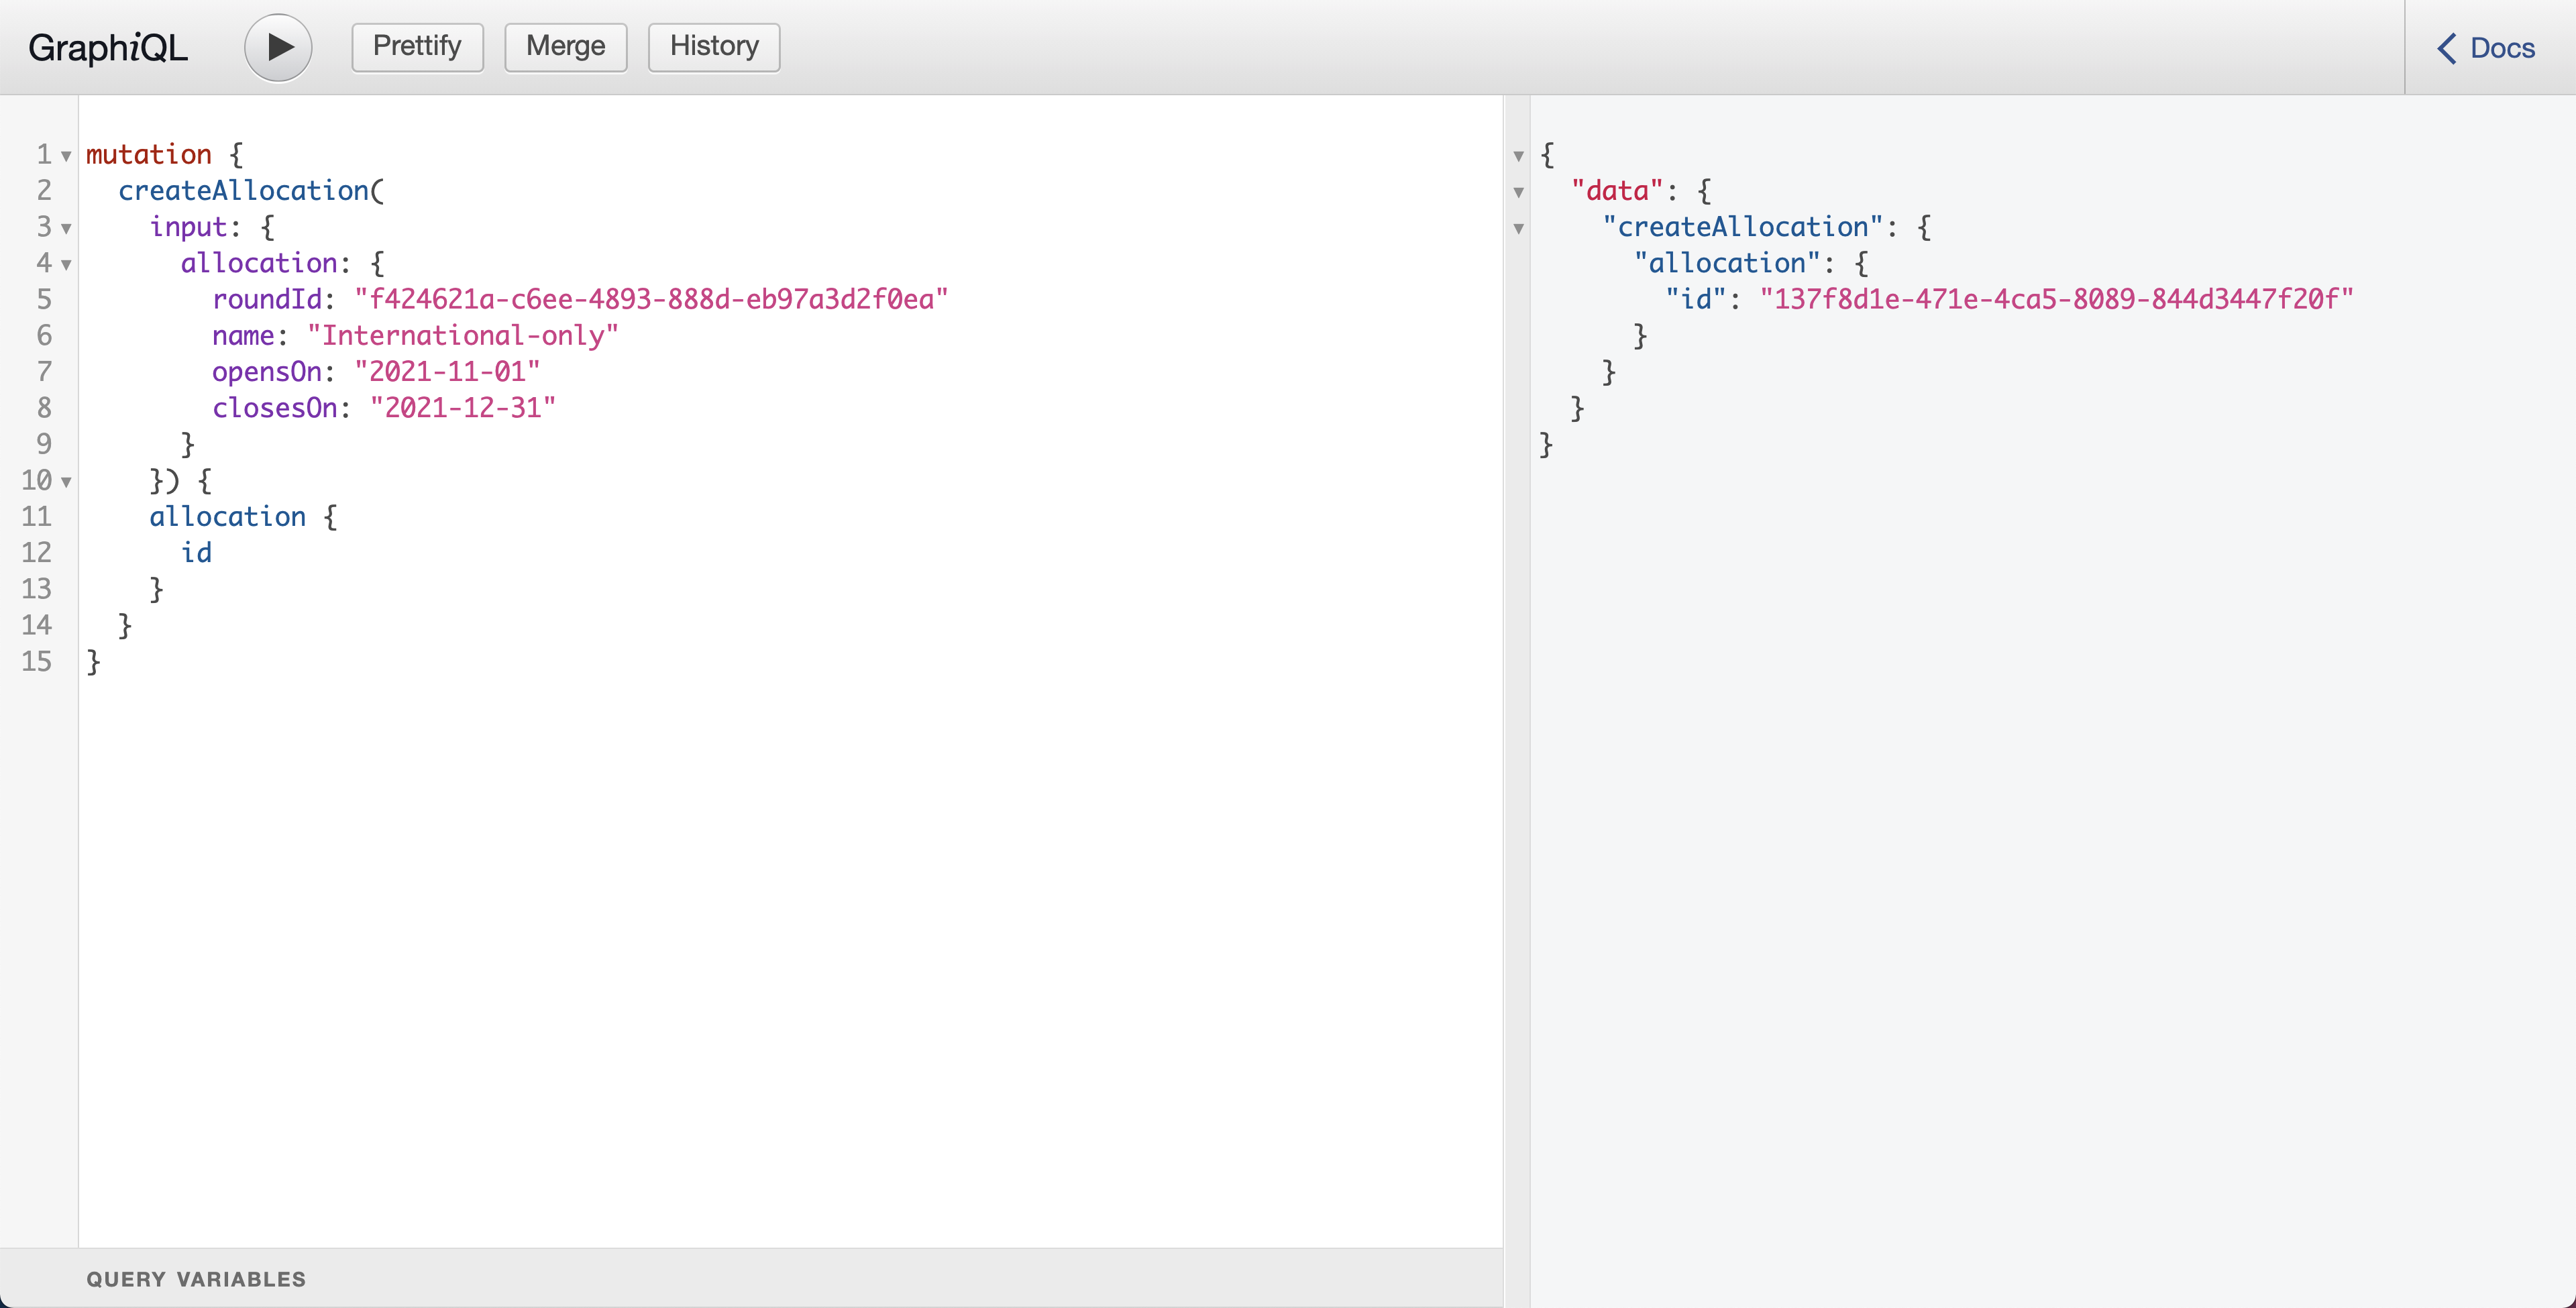 GraphiQL Prettify Merge History Docs
1 mutation {
2 createAllocation(
3 input: {
4 allocation: {
5 roundId: "f424621a-c6ee-4893-888d-eb97a3d2f0ea"
6 name: "International-only"
7 opensOn: "2021-11-01"
8 closesOn: "2021-12-31"
9 }
10 }) {
11 allocation {
12 id
13 }
14 }
15 }
QUERY VARIABLES
{
"data": {
"createAllocation": {
"allocation": {
"id": "137f8d1e-471e-4ca5-8089-844d3447f20f"
}
}
}
}